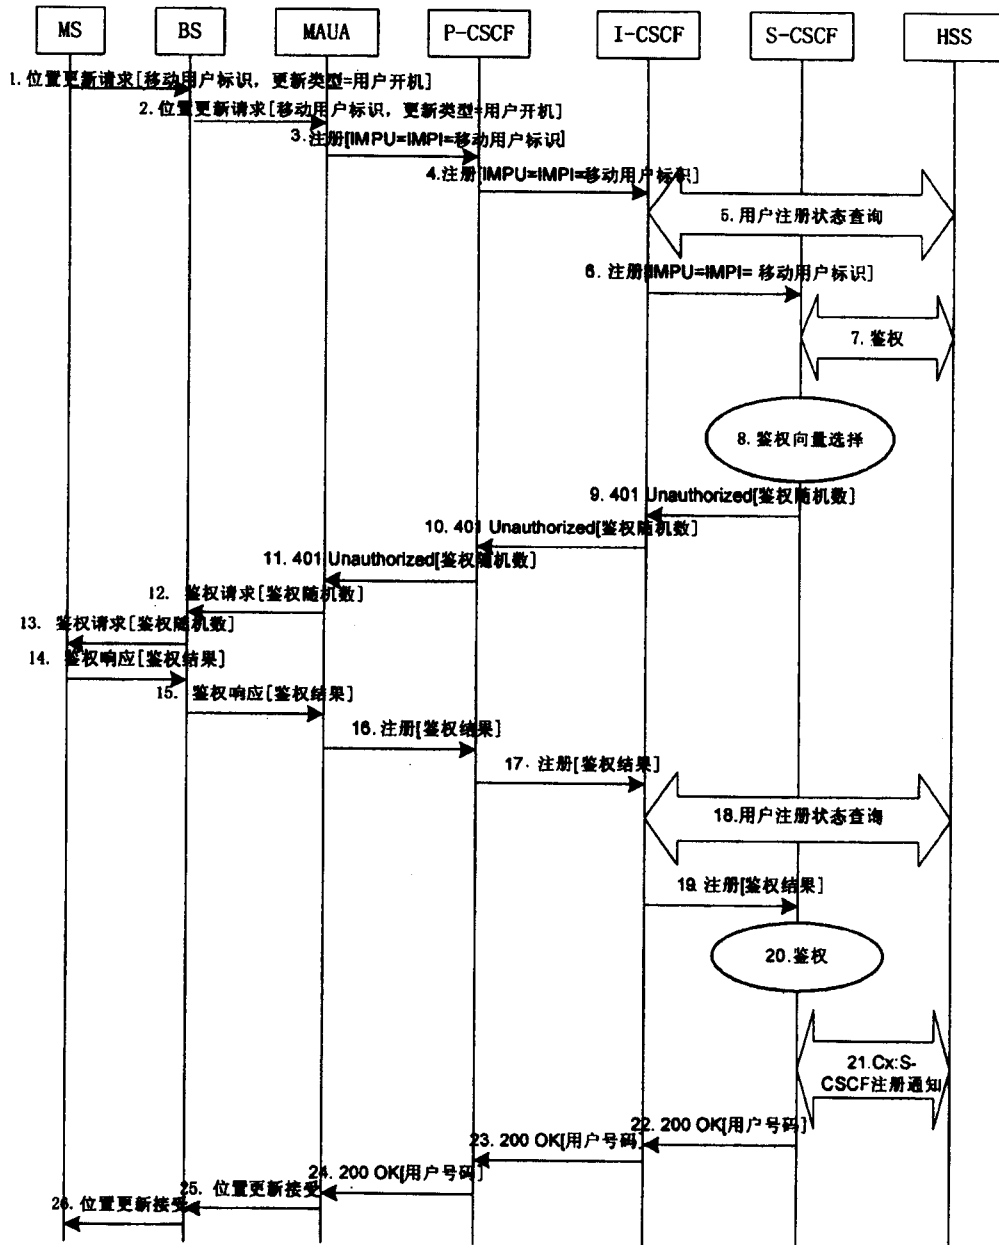 MS BS MAUA P-CSCF I-CSCF S-CSCF HSS
1.位置更新请求[移动用户标识，更新类型=用户开机]
2.位置更新请求[移动用户标识，更新类型=用户开机]
3.注册[IMPU=IMPI=移动用户标识]
4.注册[IMPU=IMPI=移动用户标识]
5.用户注册状态查询
6.注册[IMPU=IMPI= 移动用户标识]
7.鉴权
8.鉴权向量选择
9. 401 Unauthorized[鉴权随机数]
10. 401 Unauthorized[鉴权随机数]
11. 401 Unauthorized[鉴权随机数]
12. 鉴权请求[鉴权随机数]
13. 鉴权请求[鉴权随机数]
14. 鉴权响应[鉴权结果]
15. 鉴权响应[鉴权结果]
16.注册[鉴权结果]
17. 注册[鉴权结果]
18.用户注册状态查询
19.注册[鉴权结果]
20.鉴权
21.Cx:S-
CSCF注册通知
22. 200 OK[用户号码]
23. 200 OK[用户号码]
24. 200 OK[用户号码]
25. 位置更新接受
26. 位置更新接受